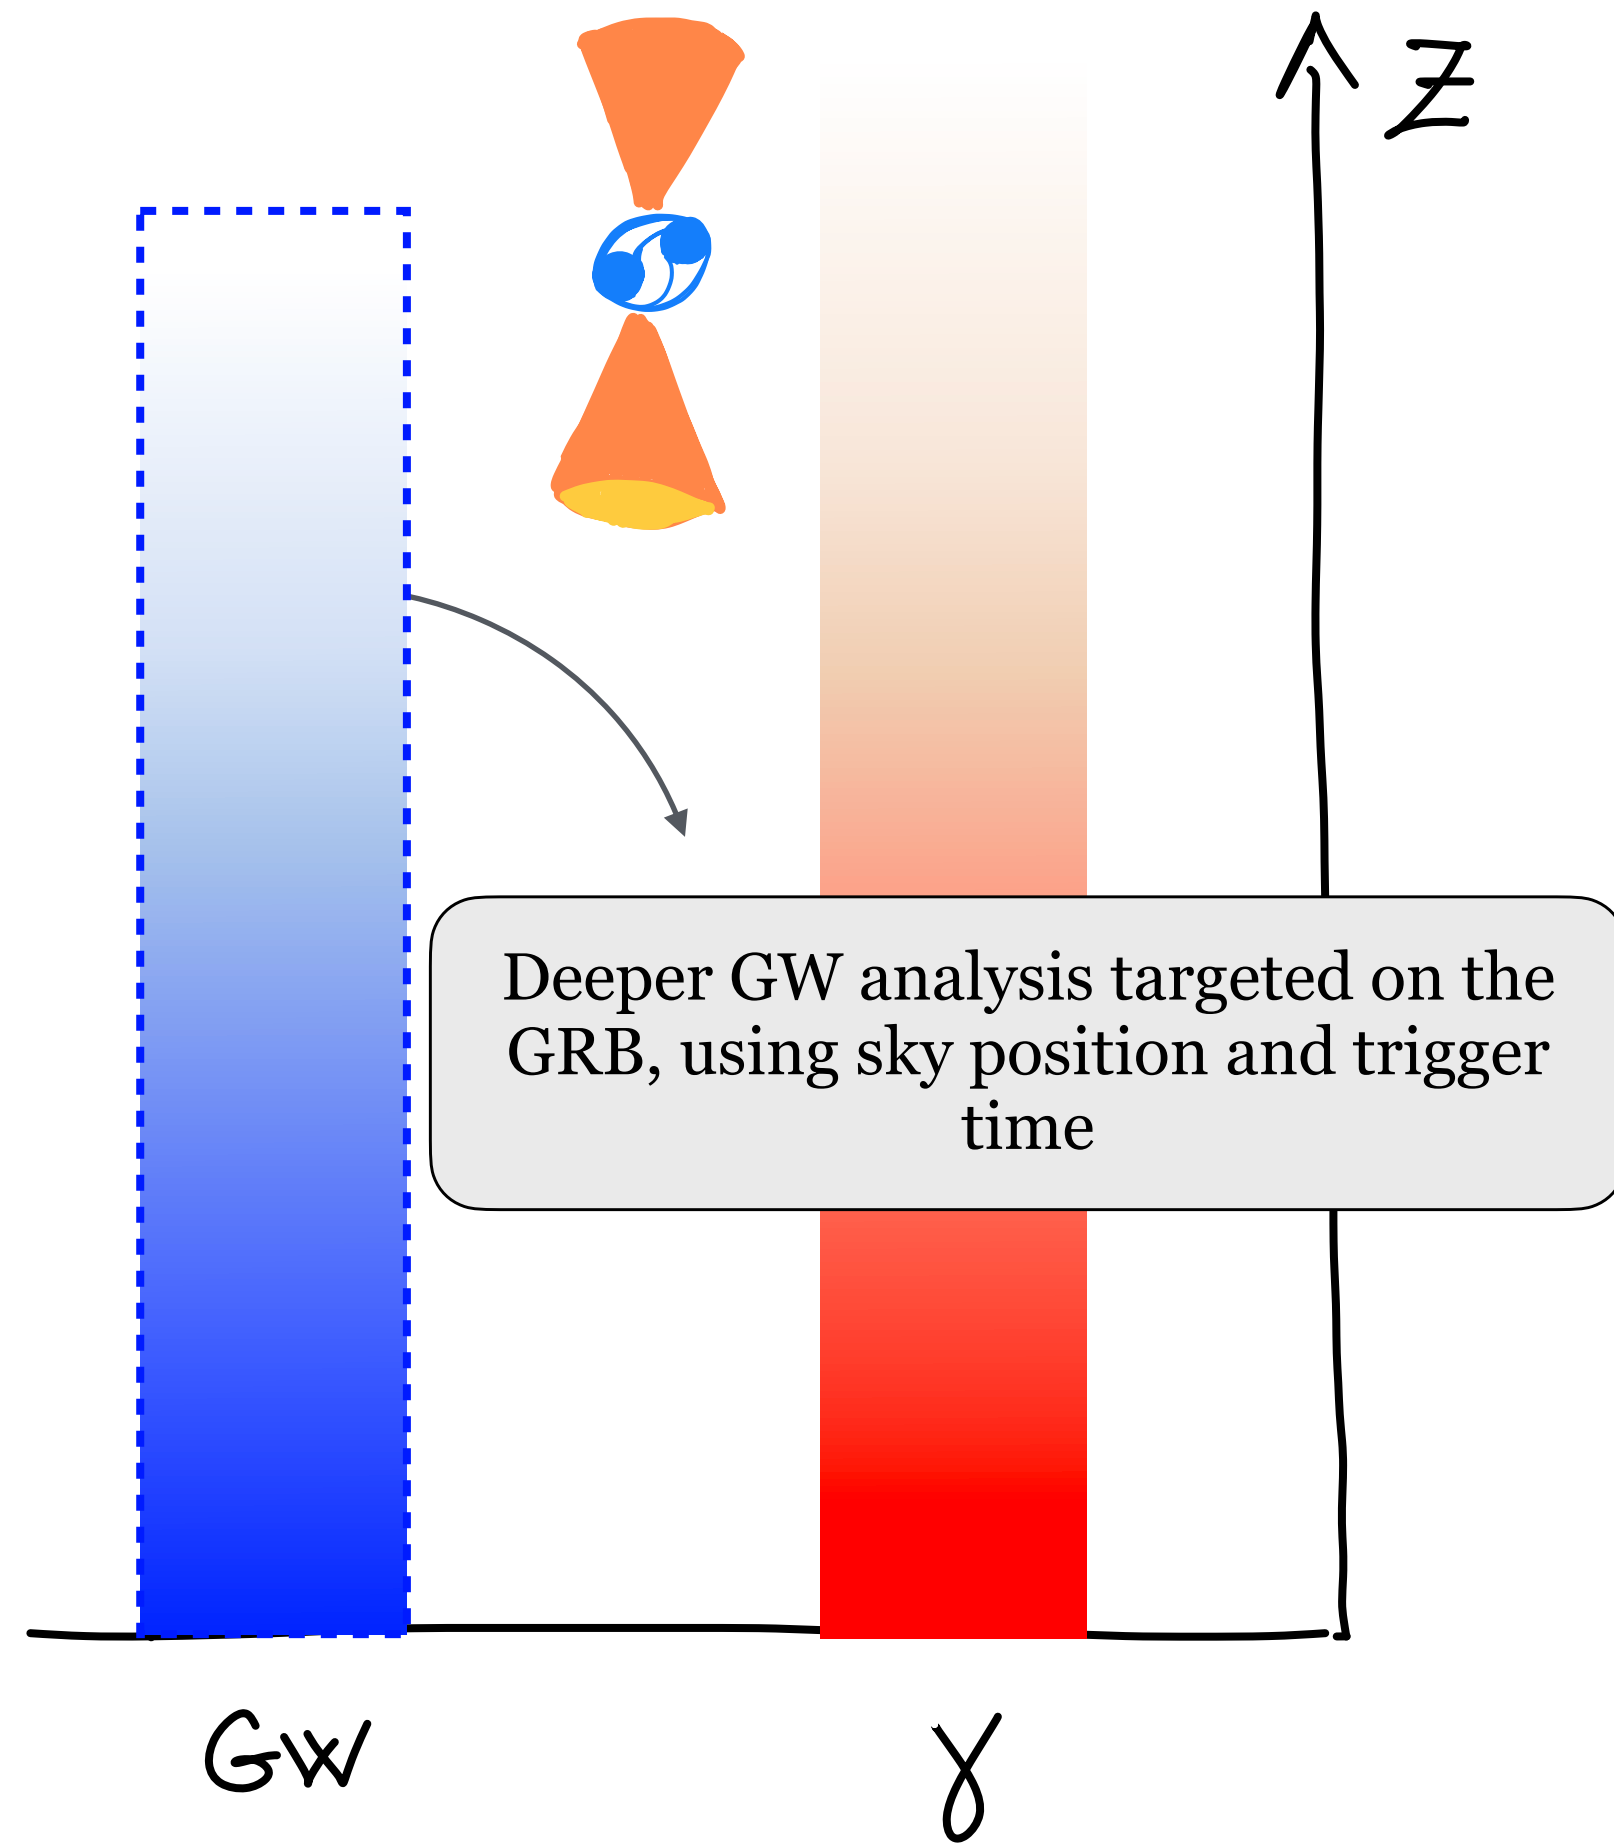 Z
Deeper GW analysis targeted on the
GRB, using sky position and trigger
time
GW
γ